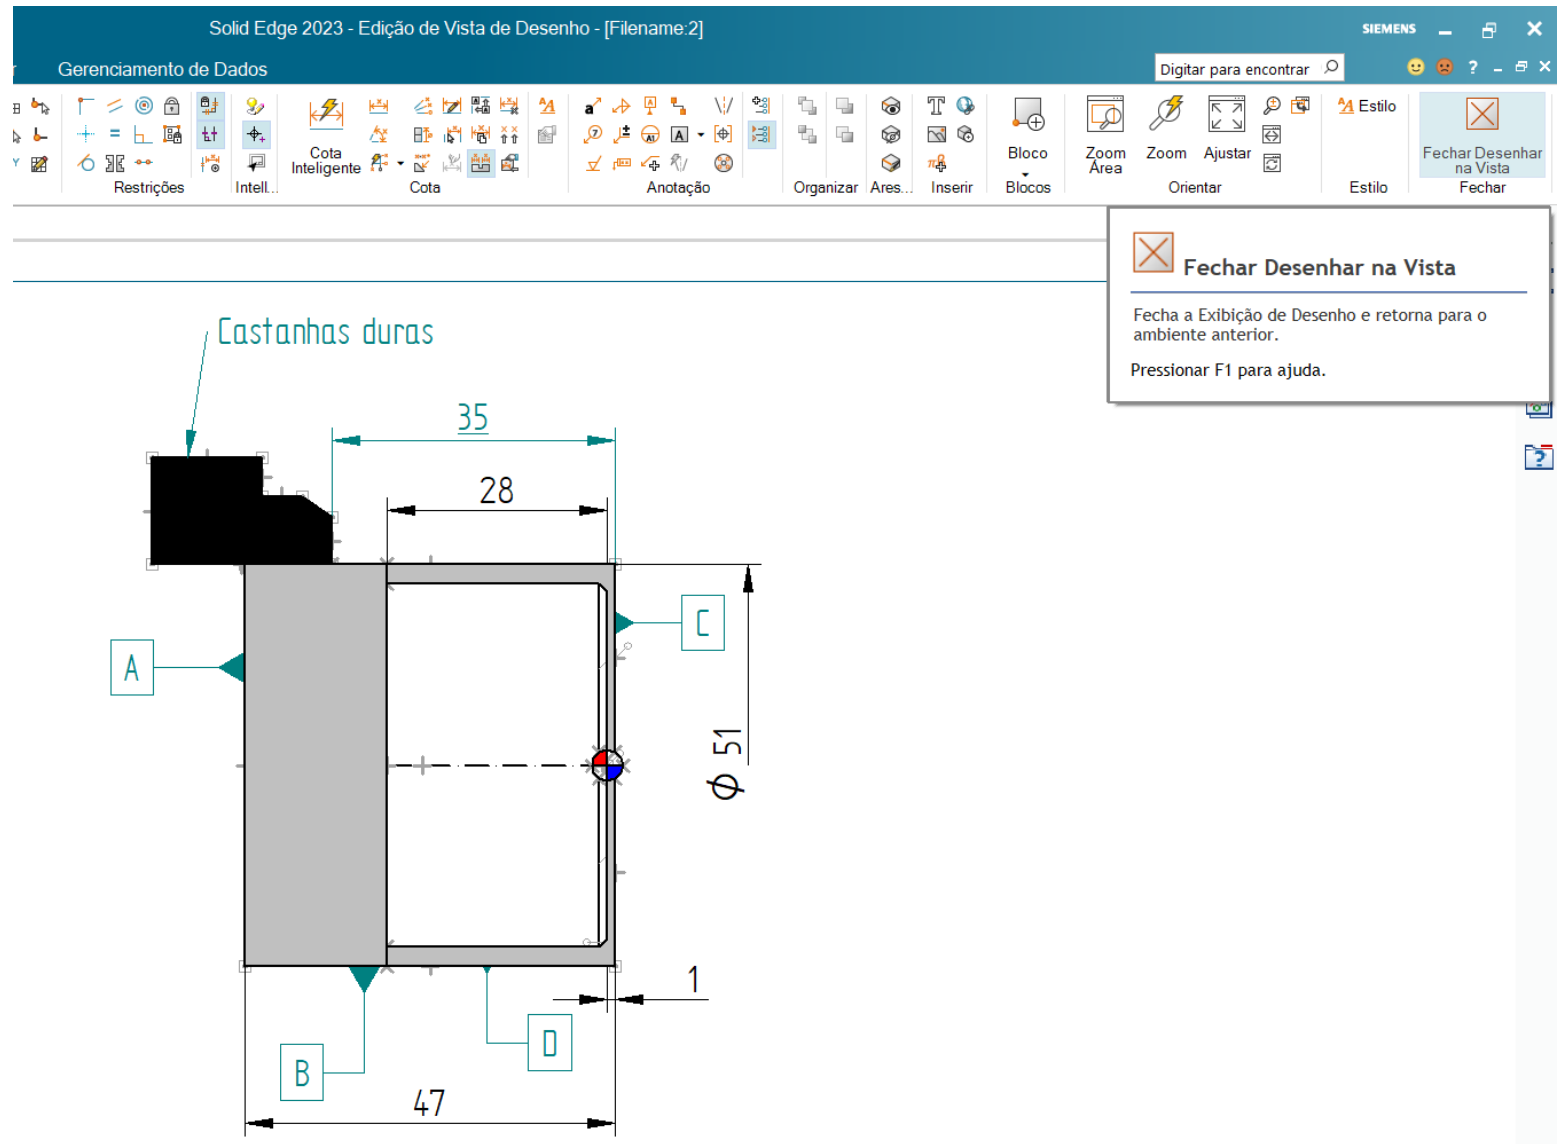 Solid Edge 2023 - Edição de Vista de Desenho - [Filename:2]
SIEMENS
Gerenciamento de Dados
Digitar para encontrar
Cota
Inteligente
Bloco
Zoom
Área
Zoom
Ajustar
Estilo
Fechar Desenhar
na Vista
Restrições
Intell...
Cota
Anotação
Organizar
Ares...
Inserir
Blocos
Orientar
Estilo
Fechar
Fechar Desenhar na Vista
Fecha a Exibição de Desenho e retorna para o
ambiente anterior.
Pressionar F1 para ajuda.
Castanhas duras
35
28
C
A
Φ 51
1
D
B
47